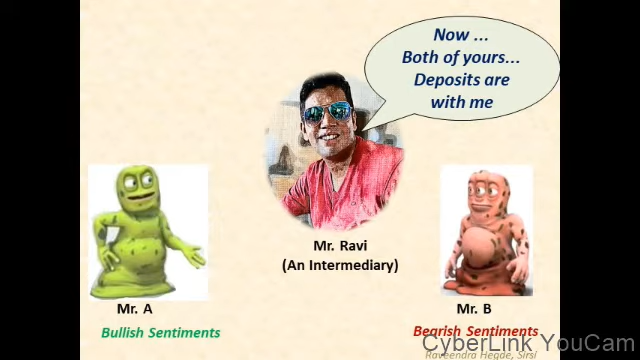 Now ...
Both of yours...
Deposits are
with me
Mr. Ravi
(An Intermediary)
Mr. A
Bullish Sentiments
Mr. B
Bearish Sentiments
CyberLink YouCam
Raveendra Hegde, Sirsi